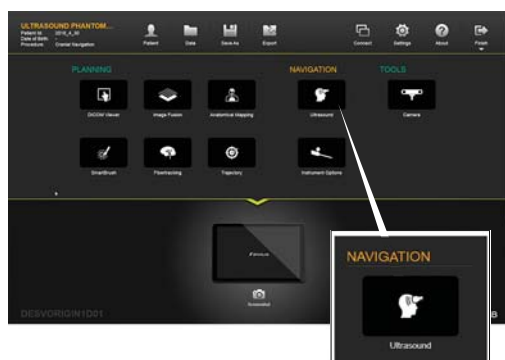 ULTRASOUND PHANTOM...
Patient Id 2016_4_30
Date of Birth -
Procedure Cranial Navigation
Patient
Data
Save As
Export
Connect
Settings
About
Finish
PLANNING
NAVIGATION
TOOLS
DICOM Viewer
Image Fusion
Anatomical Mapping
Ultrasound
Camera
SmartBrush
Fibertracking
Trajectory
Instrument Options
Screenshot
DESVORIGIN1D01
B
NAVIGATION
Ultrasound